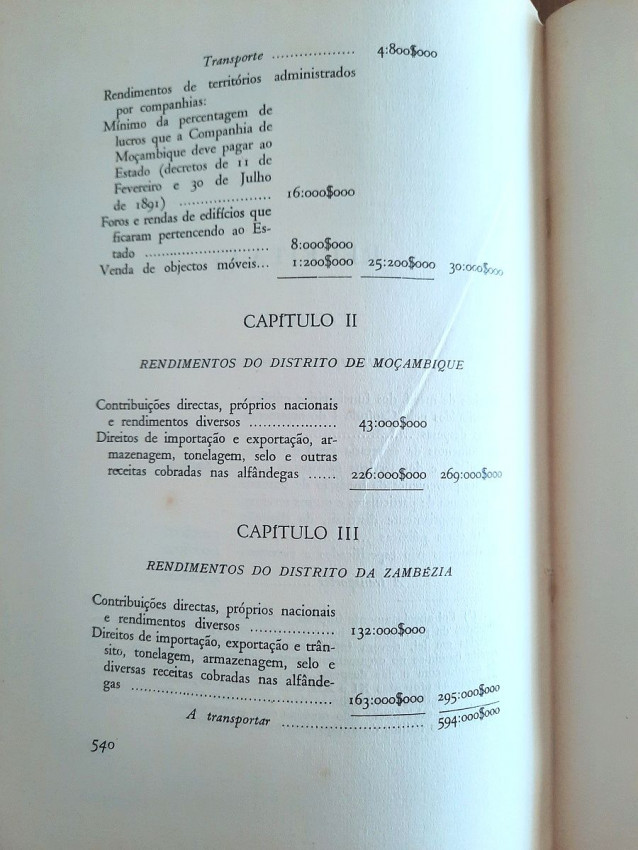 Transporte .................. 4:800$000
Rendimentos de territórios administrados
por companhias:
Mínimo da percentagem de
lucros que a Companhia de
Moçambique deve pagar ao
Estado (decretos de 11 de
Fevereiro e 30 de Julho
de 1891) .................... 16:000$000
Foros e rendas de edifícios que
ficaram pertencendo ao Es-
tado ........................... 8:000$000
Venda de objectos móveis... 1:200$000 25:200$000 30:000$000
CAPÍTULO II
RENDIMENTOS DO DISTRITO DE MOÇAMBIQUE
Contribuições directas, próprios nacionais
e rendimentos diversos ................... 43:000$000
Direitos de importação e exportação, ar-
mazenagem, tonelagem, selo e outras
receitas cobradas nas alfândegas ...... 226:000$000 269:000$000
CAPÍTULO III
RENDIMENTOS DO DISTRITO DA ZAMBÉZIA
Contribuições directas, próprios nacionais
e rendimentos diversos .................. 132:000$000
Direitos de importação, exportação e trân-
sito, tonelagem, armazenagem, selo e
diversas receitas cobradas nas alfânde-
gas ........................................... 163:000$000 295:000$000
A transportar ............................... 594:000$000
540